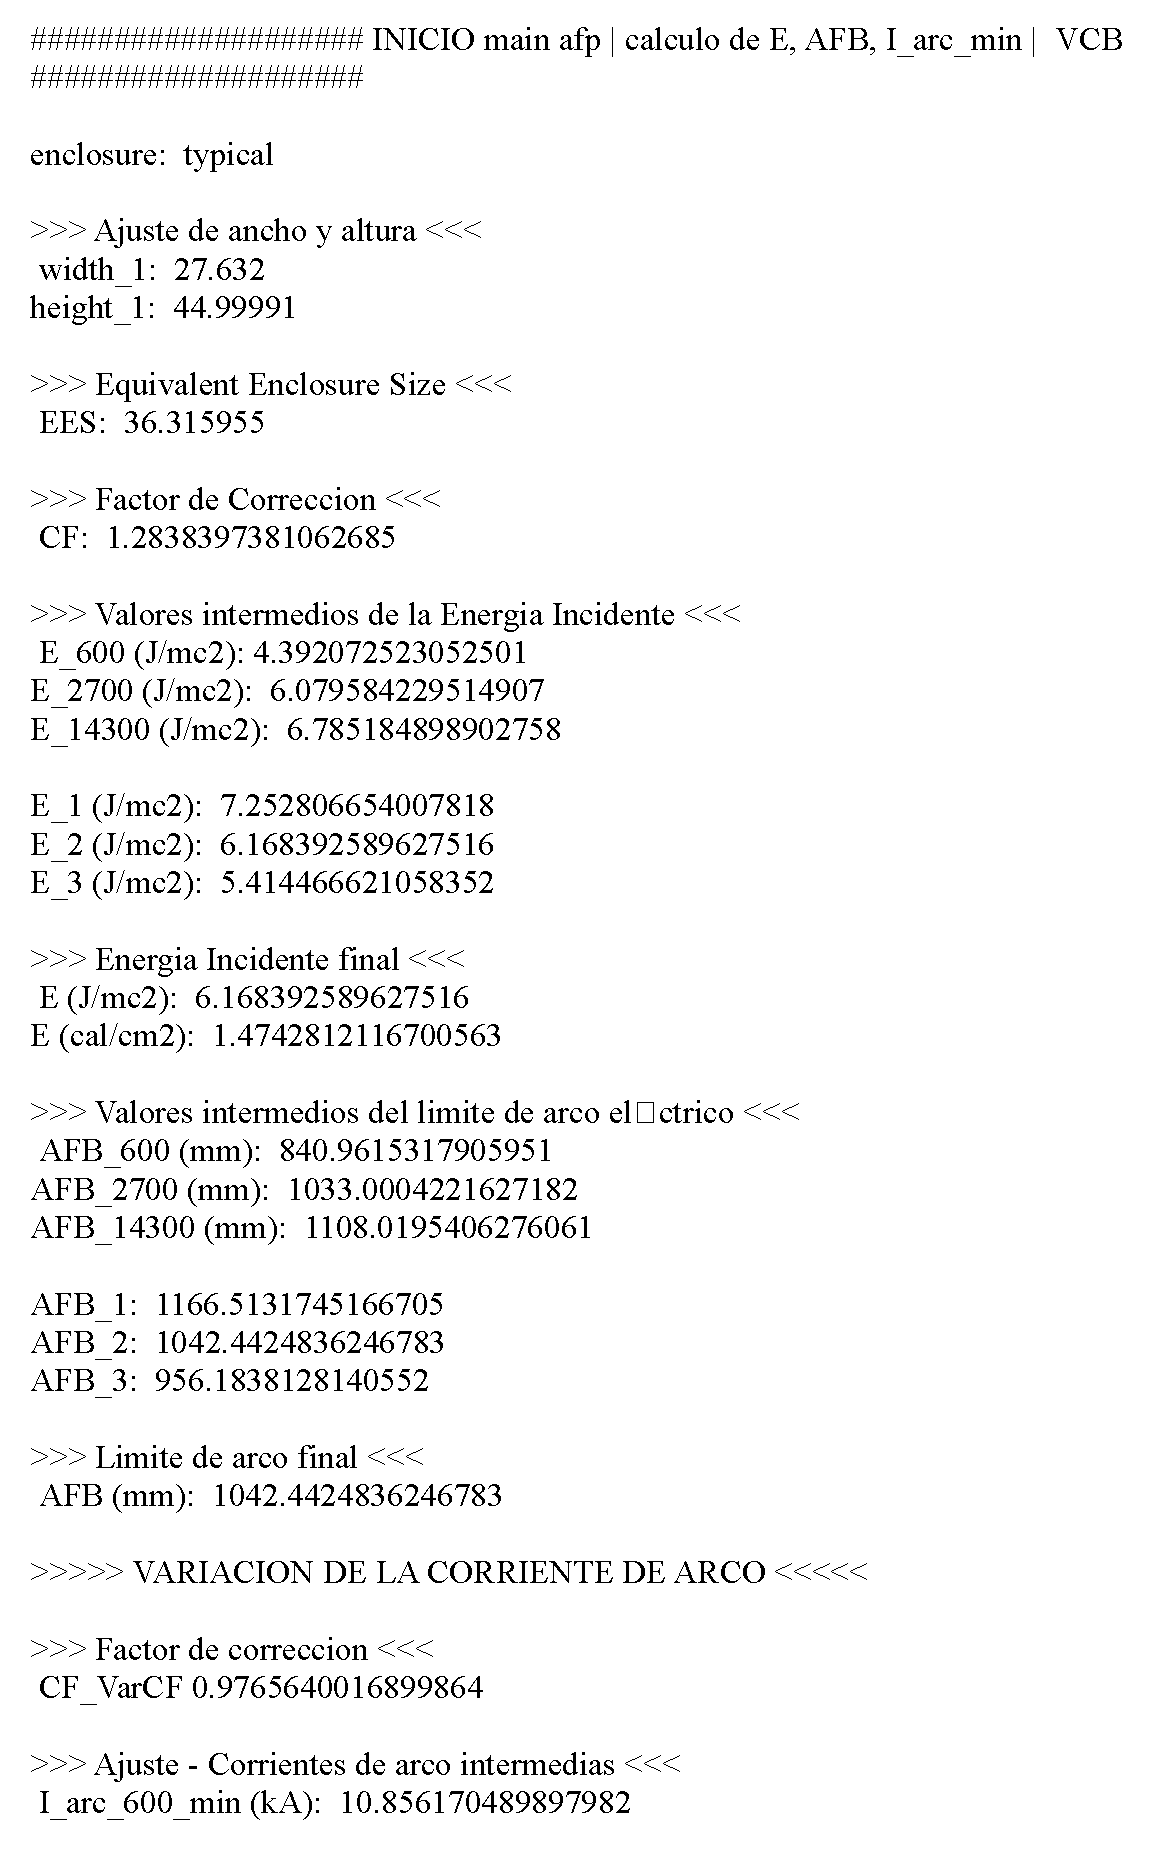 #################### INICIO main afp | calculo de E, AFB, I_arc_min |  VCB
####################
enclosure:  typical
>>> Ajuste de ancho y altura <<<
width_1:  27.632
height_1:  44.99991
>>> Equivalent Enclosure Size <<<
EES:  36.315955
>>> Factor de Correccion <<<
CF:  1.2838397381062685
>>> Valores intermedios de la Energia Incidente <<<
E_600 (J/mc2): 4.392072523052501
E_2700 (J/mc2):  6.079584229514907
E_14300 (J/mc2):  6.785184898902758
E_1 (J/mc2):  7.252806654007818
E_2 (J/mc2):  6.168392589627516
E_3 (J/mc2):  5.414466621058352
>>> Energia Incidente final <<<
E (J/mc2):  6.168392589627516
E (cal/cm2):  1.4742812116700563
>>> Valores intermedios del limite de arco el□ctrico <<<
AFB_600 (mm):  840.9615317905951
AFB_2700 (mm):  1033.0004221627182
AFB_14300 (mm):  1108.0195406276061
AFB_1:  1166.5131745166705
AFB_2:  1042.4424836246783
AFB_3:  956.1838128140552
>>> Limite de arco final <<<
AFB (mm):  1042.4424836246783
>>>>> VARIACION DE LA CORRIENTE DE ARCO <<<<<
>>> Factor de correccion <<<
CF_VarCF 0.9765640016899864
>>> Ajuste - Corrientes de arco intermedias <<<
I_arc_600_min (kA):  10.856170489897982